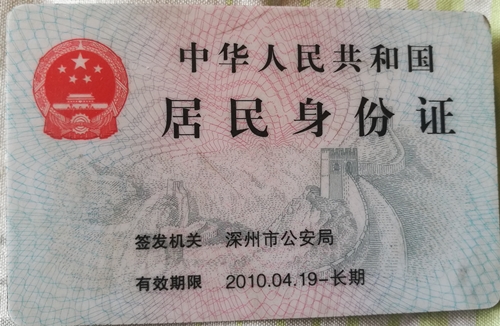 中华人民共和国
居民身份证
签发机关 深州市公安局
有效期限 2010.04.19-长期